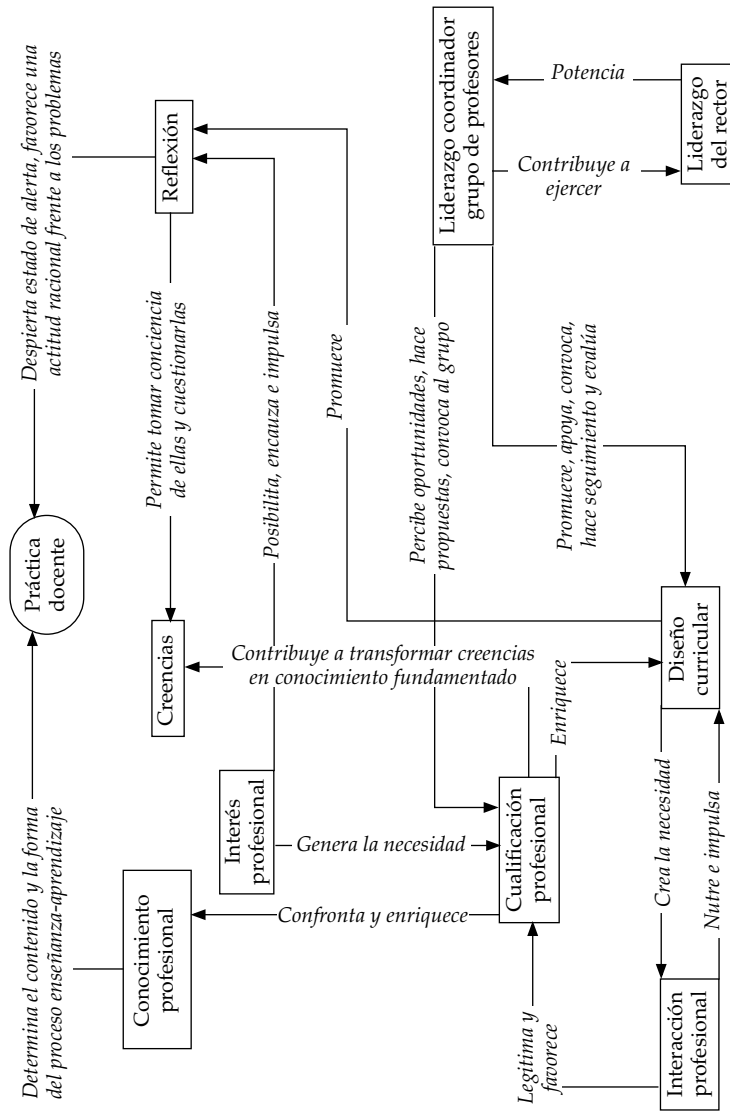 Determina el contenido y la forma
del proceso enseñanza-aprendizaje
Práctica
docente
Despierta estado de alerta, favorece una
actitud racional frente a los problemas
Conocimiento
profesional
Creencias
Permite tomar conciencia
de ellas y cuestionarlas
Reflexión
Interés
profesional
Posibilita, encauza e impulsa
Confronta y enriquece
Genera la necesidad
Contribuye a transformar creencias
en conocimiento fundamentado
Promueve
Percibe oportunidades, hace
propuestas, convoca al grupo
Liderazgo coordinador
grupo de profesores
Legitima y
favorece
Cualificación
profesional
Enriquece
Promueve, apoya, convoca,
hace seguimiento y evalúa
Contribuye a
ejercer
Potencia
Interacción
profesional
Crea la necesidad
Nutre e impulsa
Diseño
curricular
Liderazgo
del rector